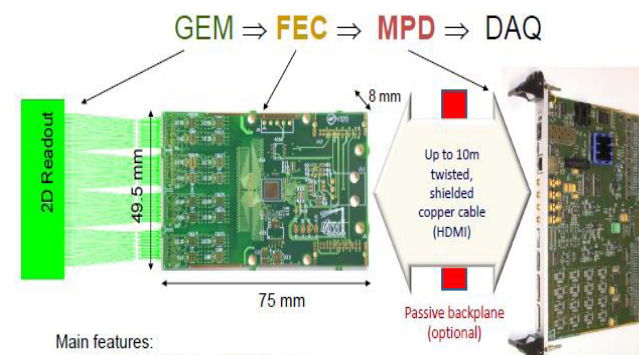 GEM ⇒ FEC ⇒ MPD ⇒ DAQ
8 mm
2D Readout
49.5 mm
Up to 10m
twisted,
shielded
copper cable
(HDMI)
75 mm
Passive backplane
(optional)
Main features: